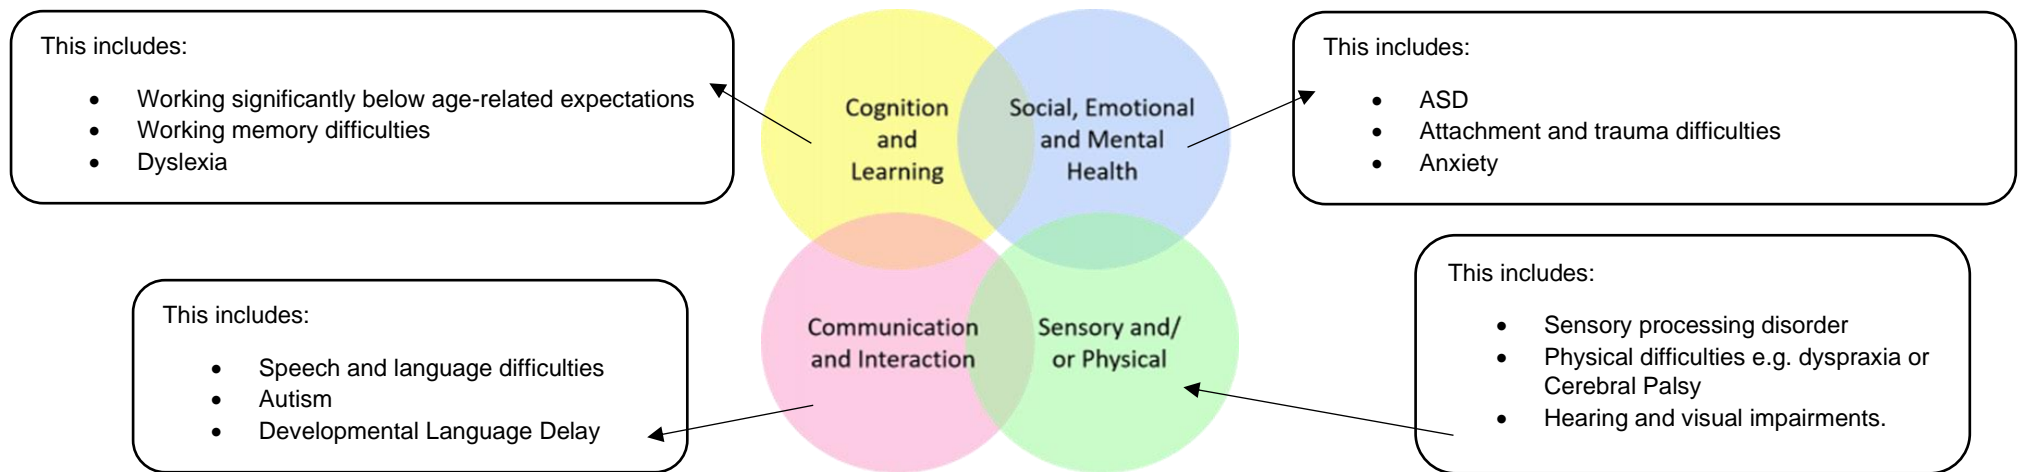 This includes:
• Working significantly below age-related expectations
• Working memory difficulties
• Dyslexia
Cognition
and
Learning
Social, Emotional
and Mental
Health
This includes:
• ASD
• Attachment and trauma difficulties
• Anxiety
This includes:
• Speech and language difficulties
• Autism
• Developmental Language Delay
Communication
and Interaction
Sensory and/
or Physical
This includes:
• Sensory processing disorder
• Physical difficulties e.g. dyspraxia or
Cerebral Palsy
• Hearing and visual impairments.